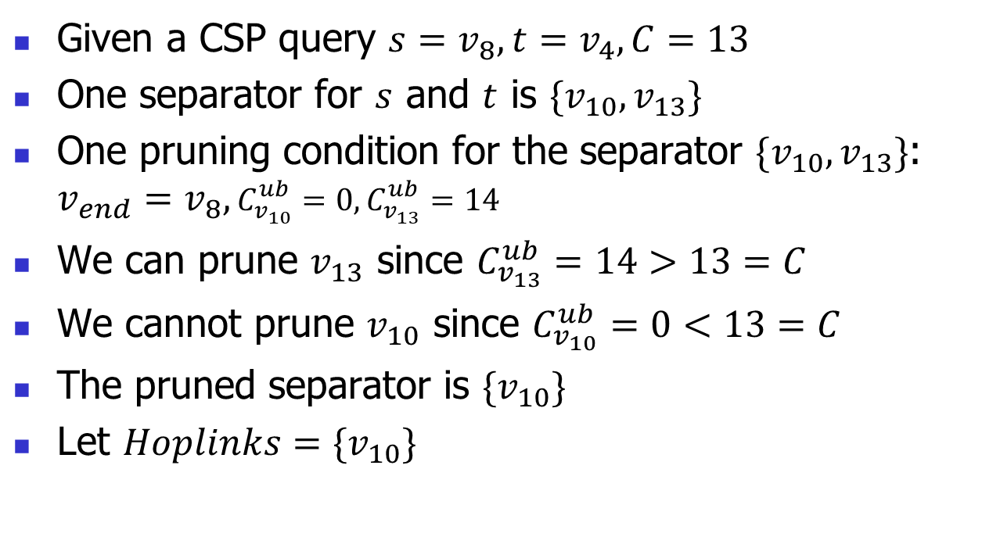 ▪ Given a CSP query $s = v_8, t = v_4, C = 13$
▪ One separator for $s$ and $t$ is $\{v_{10}, v_{13}\}$
▪ One pruning condition for the separator $\{v_{10}, v_{13}\}$:
$v_{end} = v_8, C_{v_{10}}^{ub} = 0, C_{v_{13}}^{ub} = 14$
▪ We can prune $v_{13}$ since $C_{v_{13}}^{ub} = 14 > 13 = C$
▪ We cannot prune $v_{10}$ since $C_{v_{10}}^{ub} = 0 < 13 = C$
▪ The pruned separator is $\{v_{10}\}$
▪ Let $Hoplinks = \{v_{10}\}$